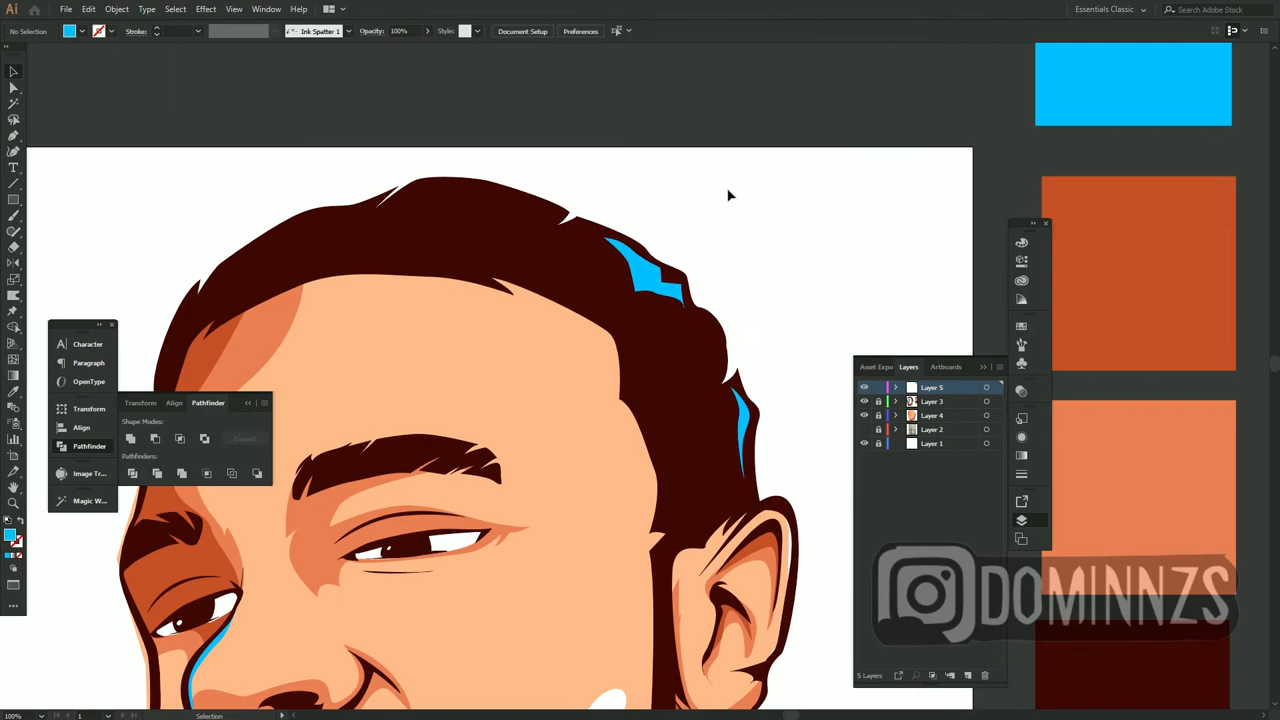 Ai File Edit Object Type Select Effect View Window Help Essentials Classic Search Adobe Stock
No Selection Stroke: Ink Spatter 1 Opacity: 100% Style: Document Setup Preferences
Character
Paragraph
OpenType
Transform
Align
Pathfinder
Image Tr...
Magic W...
Transform Align Pathfinder
Shape Modes:
Expand
Pathfinders:
Asset Expo Layers Artboards
Layer 5
Layer 3
Layer 4
Layer 2
Layer 1
5 Layers
@DOMINNZS
100% 1 Selection